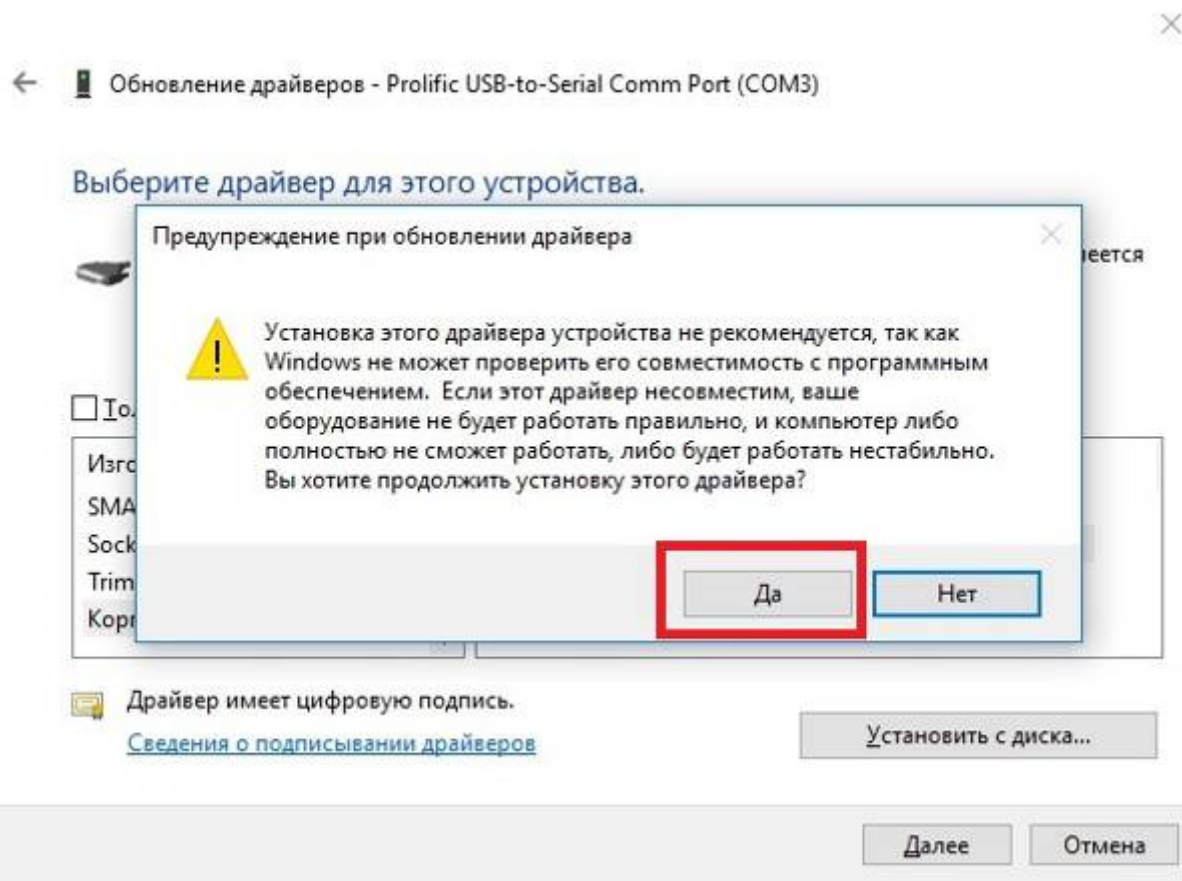 Обновление драйверов - Prolific USB-to-Serial Comm Port (COM3)
Выберите драйвер для этого устройства.
Предупреждение при обновлении драйвера
Установка этого драйвера устройства не рекомендуется, так как
Windows не может проверить его совместимость с программным
обеспечением. Если этот драйвер несовместим, ваше
оборудование не будет работать правильно, и компьютер либо
полностью не сможет работать, либо будет работать нестабильно.
Вы хотите продолжить установку этого драйвера?
SMA
Sock
Trim
Да
Нет
Драйвер имеет цифровую подпись.
Сведения о подписывании драйверов
Установить с диска...
Далее
Отмена